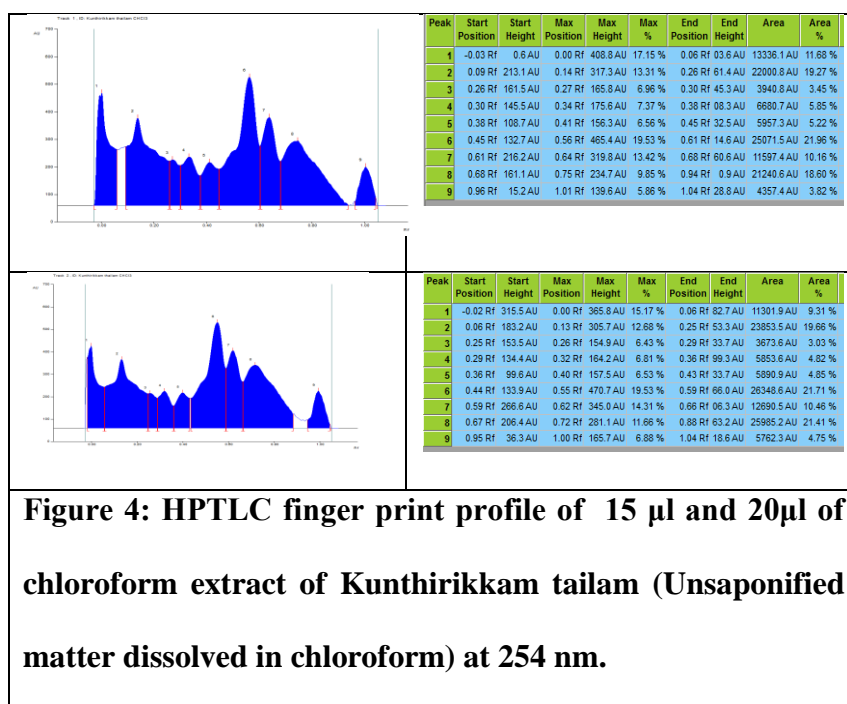 Track 1, ID: Kunthirikkam tailam CHCl3
Peak Start Position Start Height Max Position Max Height Max % End Position End Height Area Area %
1 -0.03 Rf 0.6 AU 0.00 Rf 408.8 AU 17.15 % 0.06 Rf 03.6 AU 13336.1 AU 11.68 %
2 0.09 Rf 213.1 AU 0.14 Rf 317.3 AU 13.31 % 0.26 Rf 61.4 AU 22000.8 AU 19.27 %
3 0.26 Rf 161.5 AU 0.27 Rf 165.8 AU 6.96 % 0.30 Rf 45.3 AU 3940.8 AU 3.45 %
4 0.30 Rf 145.5 AU 0.34 Rf 175.6 AU 7.37 % 0.38 Rf 08.3 AU 6680.7 AU 5.85 %
5 0.38 Rf 108.7 AU 0.41 Rf 156.3 AU 6.56 % 0.45 Rf 32.5 AU 5957.3 AU 5.22 %
6 0.45 Rf 132.7 AU 0.56 Rf 465.4 AU 19.53 % 0.61 Rf 14.6 AU 25071.5 AU 21.96 %
7 0.61 Rf 216.2 AU 0.64 Rf 319.8 AU 13.42 % 0.68 Rf 60.6 AU 11597.4 AU 10.16 %
8 0.68 Rf 161.1 AU 0.75 Rf 234.7 AU 9.85 % 0.94 Rf 0.9 AU 21240.6 AU 18.60 %
9 0.96 Rf 15.2 AU 1.01 Rf 139.6 AU 5.86 % 1.04 Rf 28.8 AU 4357.4 AU 3.82 %
Track 2, ID: Kunthirikkam tailam CHCl3
Peak Start Position Start Height Max Position Max Height Max % End Position End Height Area Area %
1 -0.02 Rf 315.5 AU 0.00 Rf 365.8 AU 15.17 % 0.06 Rf 82.7 AU 11301.9 AU 9.31 %
2 0.06 Rf 183.2 AU 0.13 Rf 305.7 AU 12.68 % 0.25 Rf 53.3 AU 23853.5 AU 19.66 %
3 0.25 Rf 153.5 AU 0.26 Rf 154.9 AU 6.43 % 0.29 Rf 33.7 AU 3673.6 AU 3.03 %
4 0.29 Rf 134.4 AU 0.32 Rf 164.2 AU 6.81 % 0.36 Rf 99.3 AU 5853.6 AU 4.82 %
5 0.36 Rf 99.6 AU 0.40 Rf 157.5 AU 6.53 % 0.43 Rf 33.7 AU 5890.9 AU 4.85 %
6 0.44 Rf 133.9 AU 0.55 Rf 470.7 AU 19.53 % 0.59 Rf 66.0 AU 26348.6 AU 21.71 %
7 0.59 Rf 266.6 AU 0.62 Rf 345.0 AU 14.31 % 0.66 Rf 06.3 AU 12690.5 AU 10.46 %
8 0.67 Rf 206.4 AU 0.72 Rf 281.1 AU 11.66 % 0.88 Rf 63.2 AU 25985.2 AU 21.41 %
9 0.95 Rf 36.3 AU 1.00 Rf 165.7 AU 6.88 % 1.04 Rf 18.6 AU 5762.3 AU 4.75 %
Figure 4: HPTLC finger print profile of 15 µl and 20µl of
chloroform extract of Kunthirikkam tailam (Unsaponified
matter dissolved in chloroform) at 254 nm.